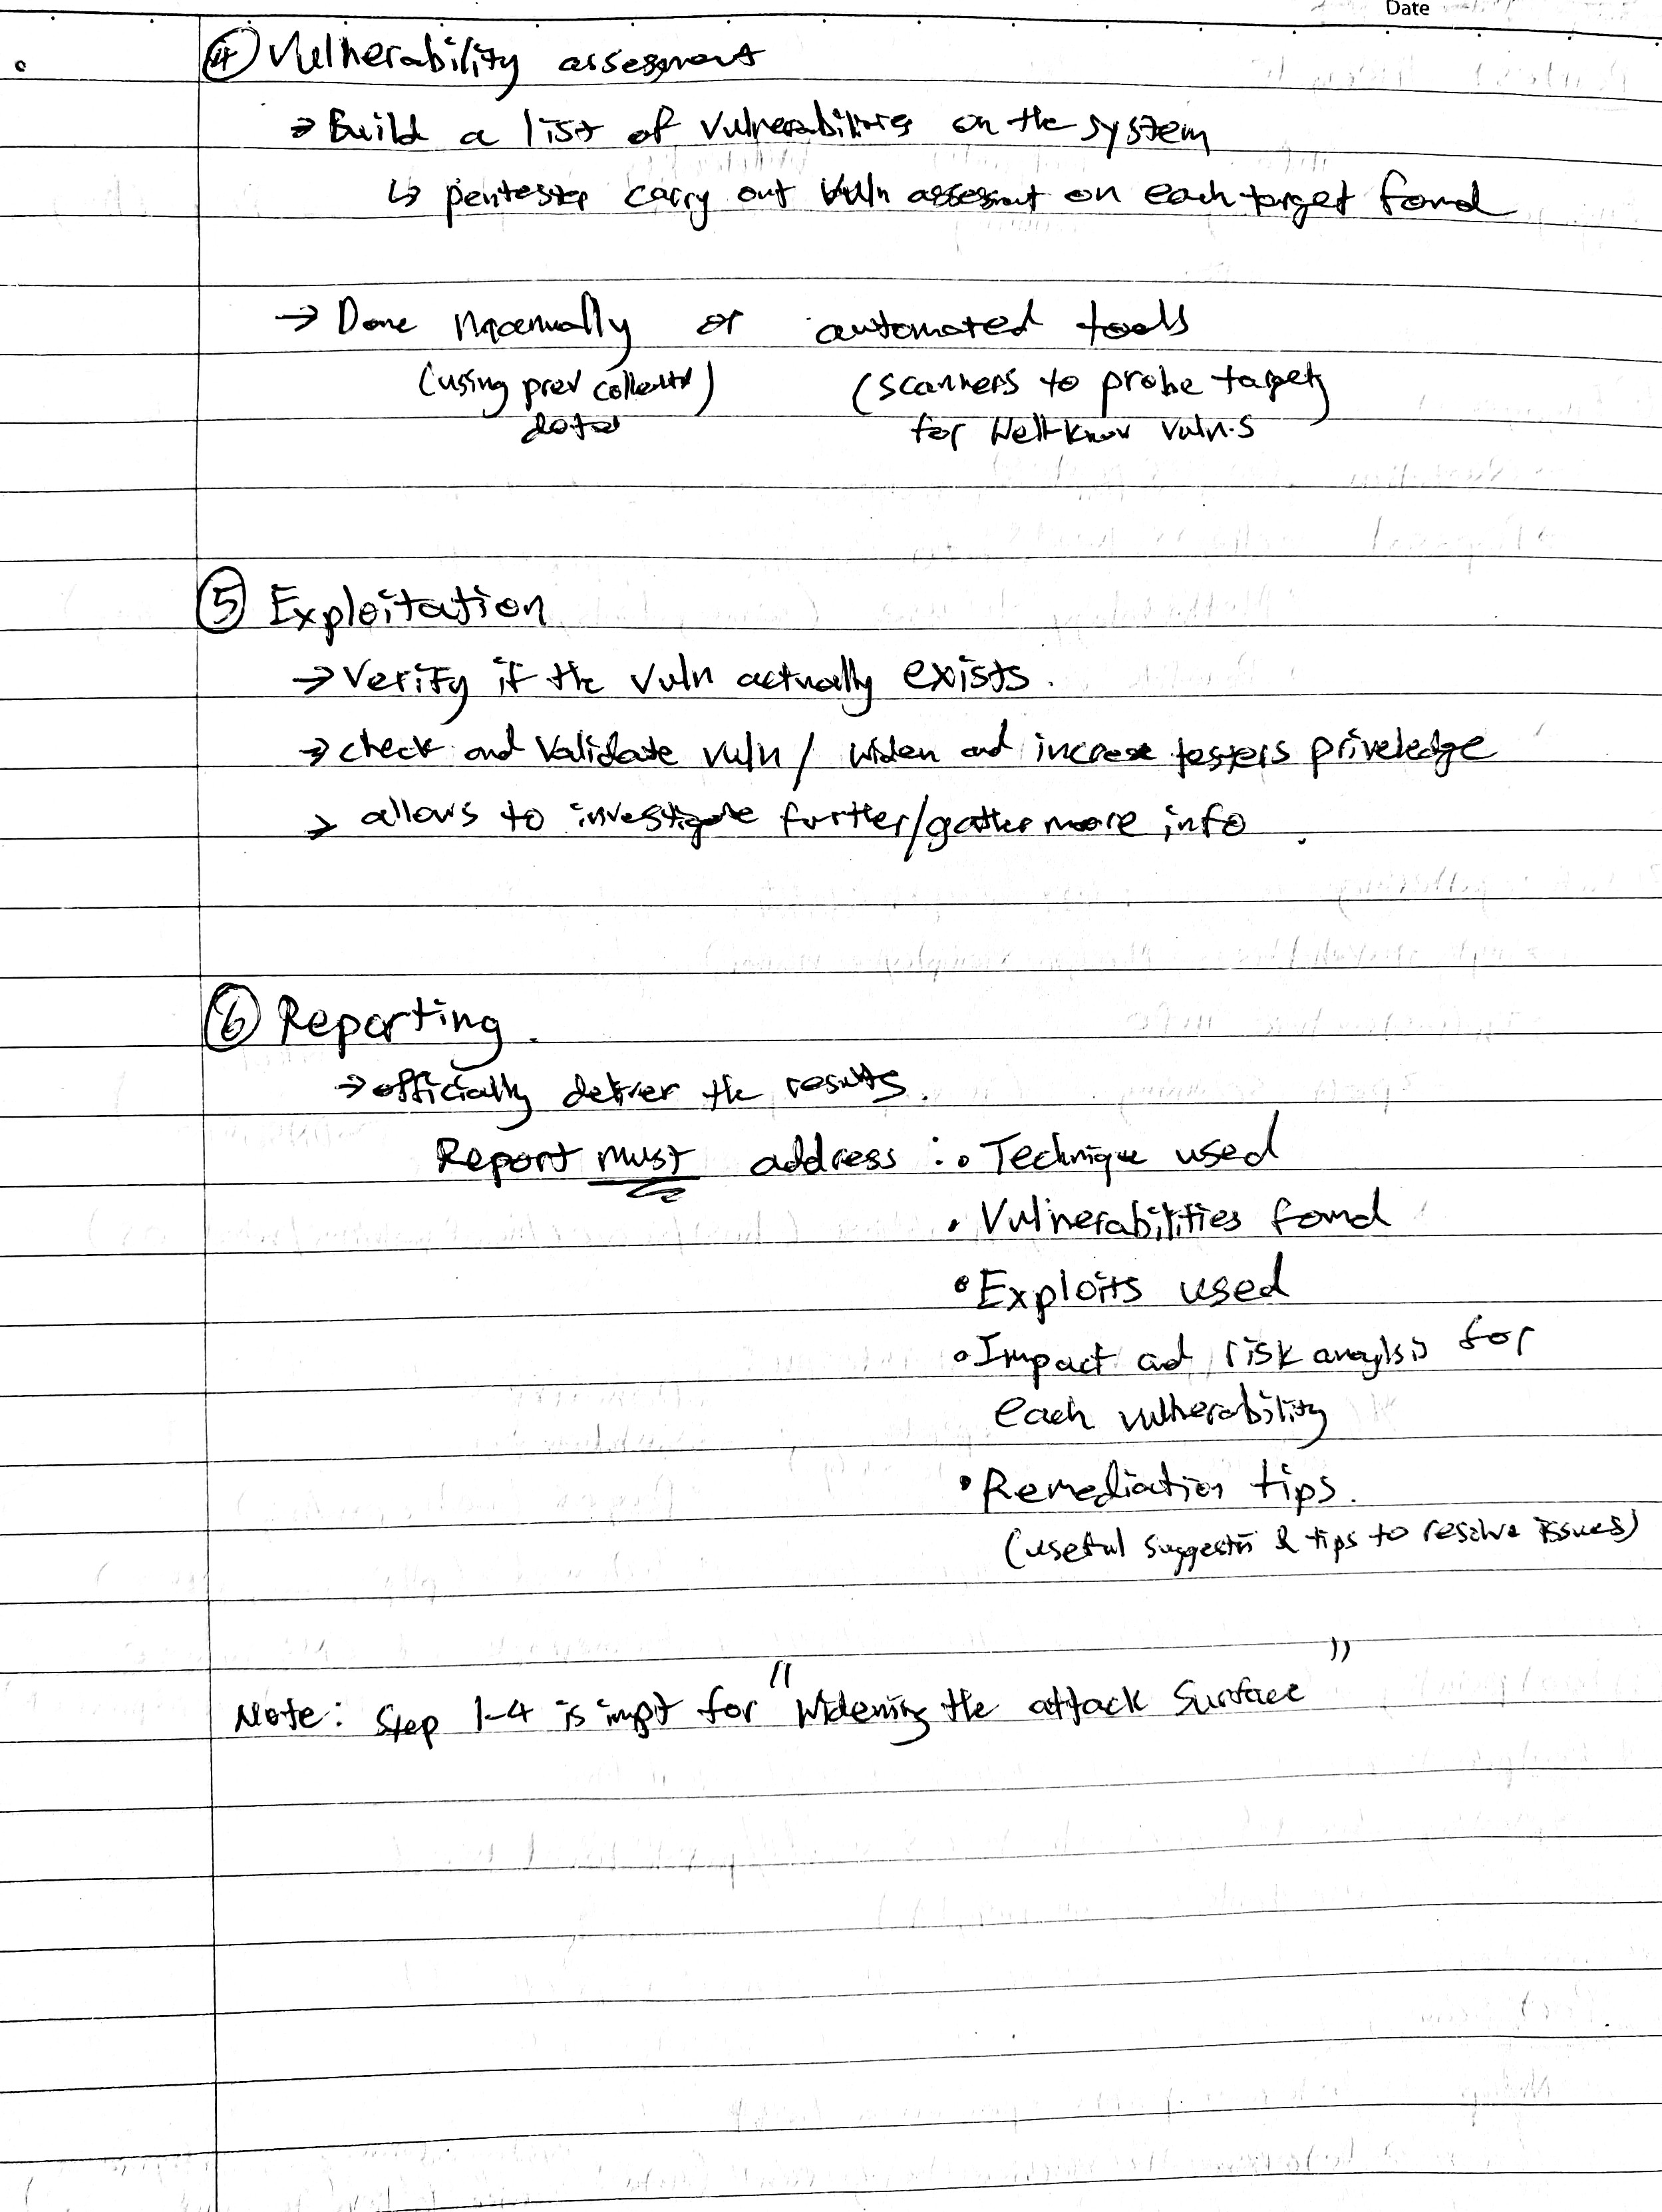 Date
④ Vulnerability assessment
→ Build a list of vulnerabilities on the system
↳ pentester carry out vuln assessmt on each target found
→ Done Manually or automated tools
(using prev collected data) (scanners to probe targets
for Well-know vuln.s
⑤ Exploitation
→ Verify if the vuln actually exists.
→ check and Validate vuln / widen and increase testers priveledge
→ allows to investigate further/gather more info.
⑥ Reporting.
→ officially deliver the results.
Report must address : • Technique used
• Vulnerabilities found
• Exploits used
• Impact and risk analysis for
each vulnerability
• Remediation tips.
(useful suggestn & tips to resolve issues)
Note: Step 1-4 is impt for "Widening the attack Surface"